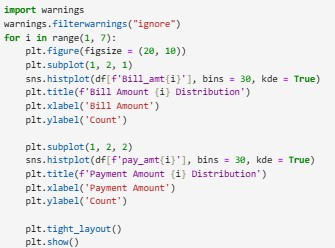 import warnings
warnings.filterwarnings("ignore")
for i in range(1, 7):
    plt.figure(figsize = (20, 10))
    plt.subplot(1, 2, 1)
    sns.histplot(df[f'Bill_amt{i}'], bins = 30, kde = True)
    plt.title(f'Bill Amount {i} Distribution')
    plt.xlabel('Bill Amount')
    plt.ylabel('Count')

    plt.subplot(1, 2, 2)
    sns.histplot(df[f'pay_amt{i}'], bins = 30, kde = True)
    plt.title(f'Payment Amount {i} Distribution')
    plt.xlabel('Payment Amount')
    plt.ylabel('Count')

    plt.tight_layout()
    plt.show()